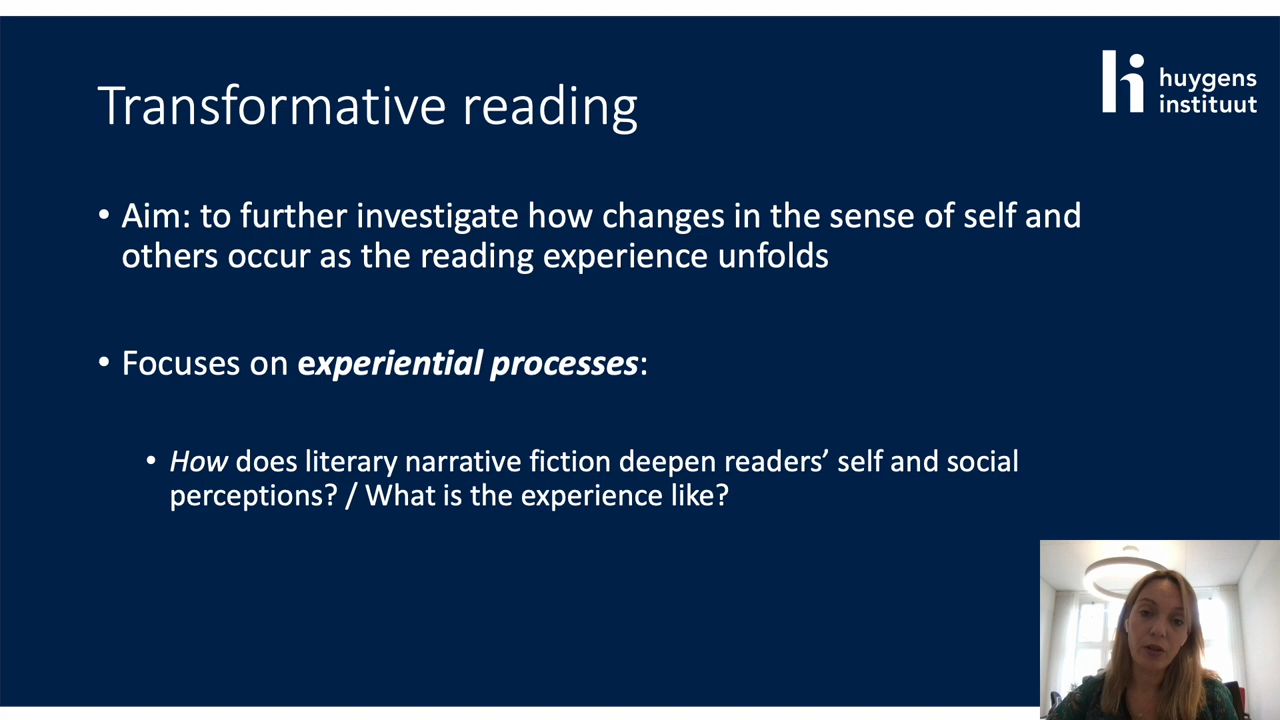 Transformative reading
huygens
instituut
• Aim: to further investigate how changes in the sense of self and
others occur as the reading experience unfolds
• Focuses on experiential processes:
• How does literary narrative fiction deepen readers’ self and social
perceptions? / What is the experience like?